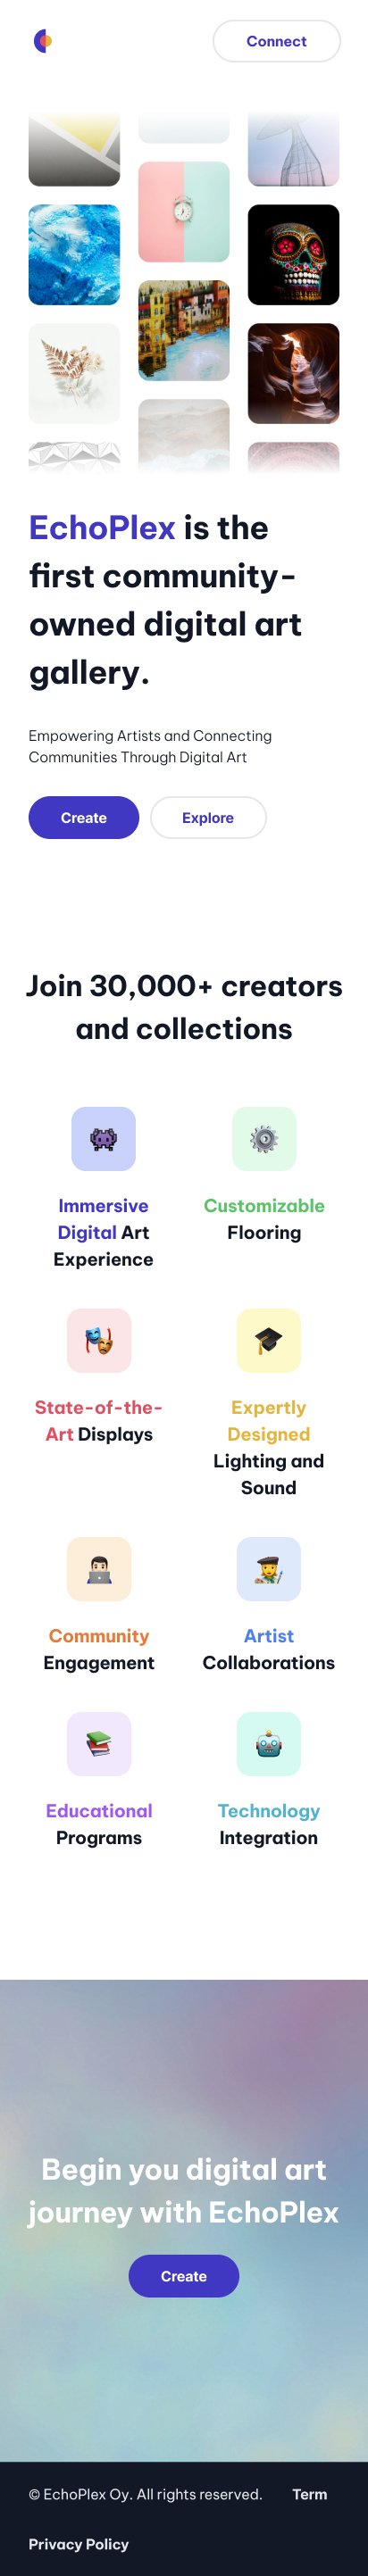 Connect
EchoPlex is the
first community-
owned digital art
gallery.
Empowering Artists and Connecting
Communities Through Digital Art
Create
Explore
Join 30,000+ creators
and collections
Immersive
Digital Art
Experience
Customizable
Flooring
State-of-the-
Art Displays
Expertly
Designed
Lighting and
Sound
Community
Engagement
Artist
Collaborations
Educational
Programs
Technology
Integration
Begin you digital art
journey with EchoPlex
Create
© EchoPlex Oy. All rights reserved. Term
Privacy Policy